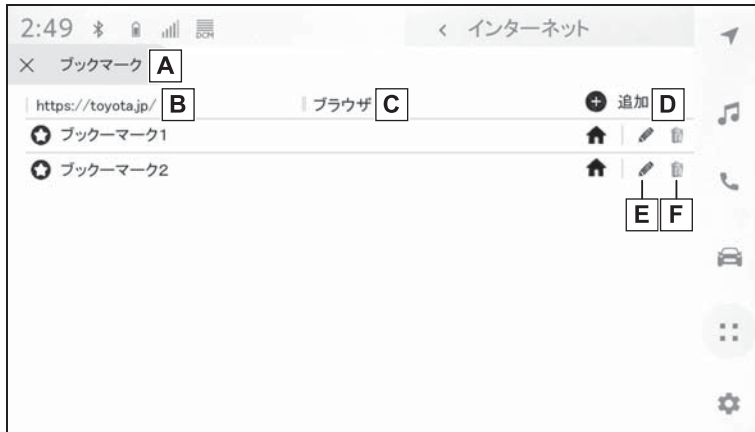 2:49 DCM < インターネット
× ブックマーク A
https://toyota.jp/ B ブラウザ C 追加 D
ブックーマーク1
ブックーマーク2
E F